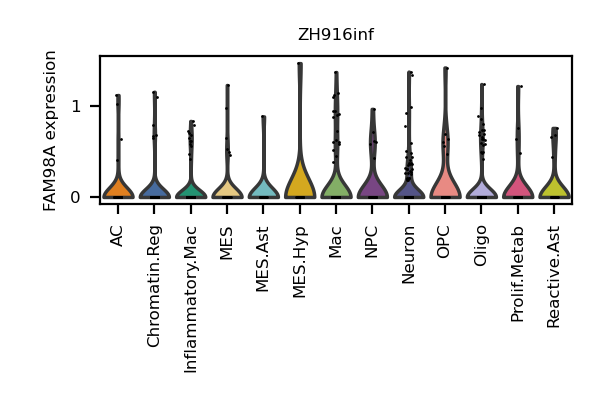 ZH916inf
FAM98A expression
1
0
AC
Chromatin.Reg
Inflammatory.Mac
MES
MES.Ast
MES.Hyp
Mac
NPC
Neuron
OPC
Oligo
Prolif.Metab
Reactive.Ast